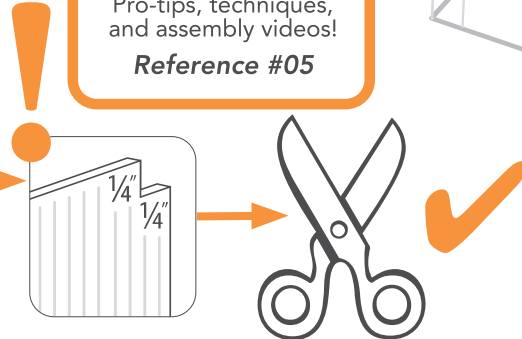 Pro-tips, techniques,
and assembly videos!
Reference #05
1/4"
1/4"